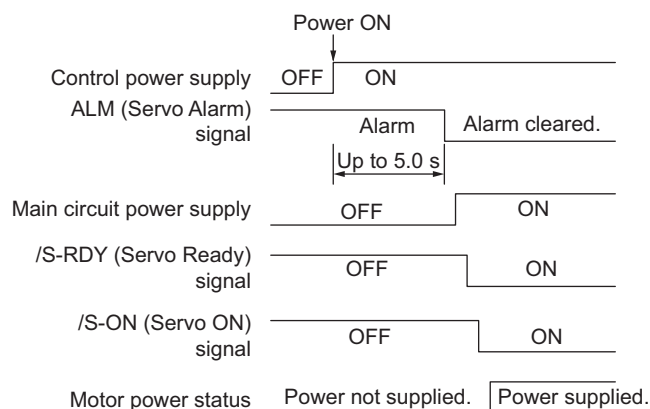 Power ON
Control power supply OFF ON
ALM (Servo Alarm)
signal
Alarm Alarm cleared.
Up to 5.0 s
Main circuit power supply OFF ON
/S-RDY (Servo Ready)
signal
OFF ON
/S-ON (Servo ON)
signal
OFF ON
Motor power status Power not supplied. Power supplied.